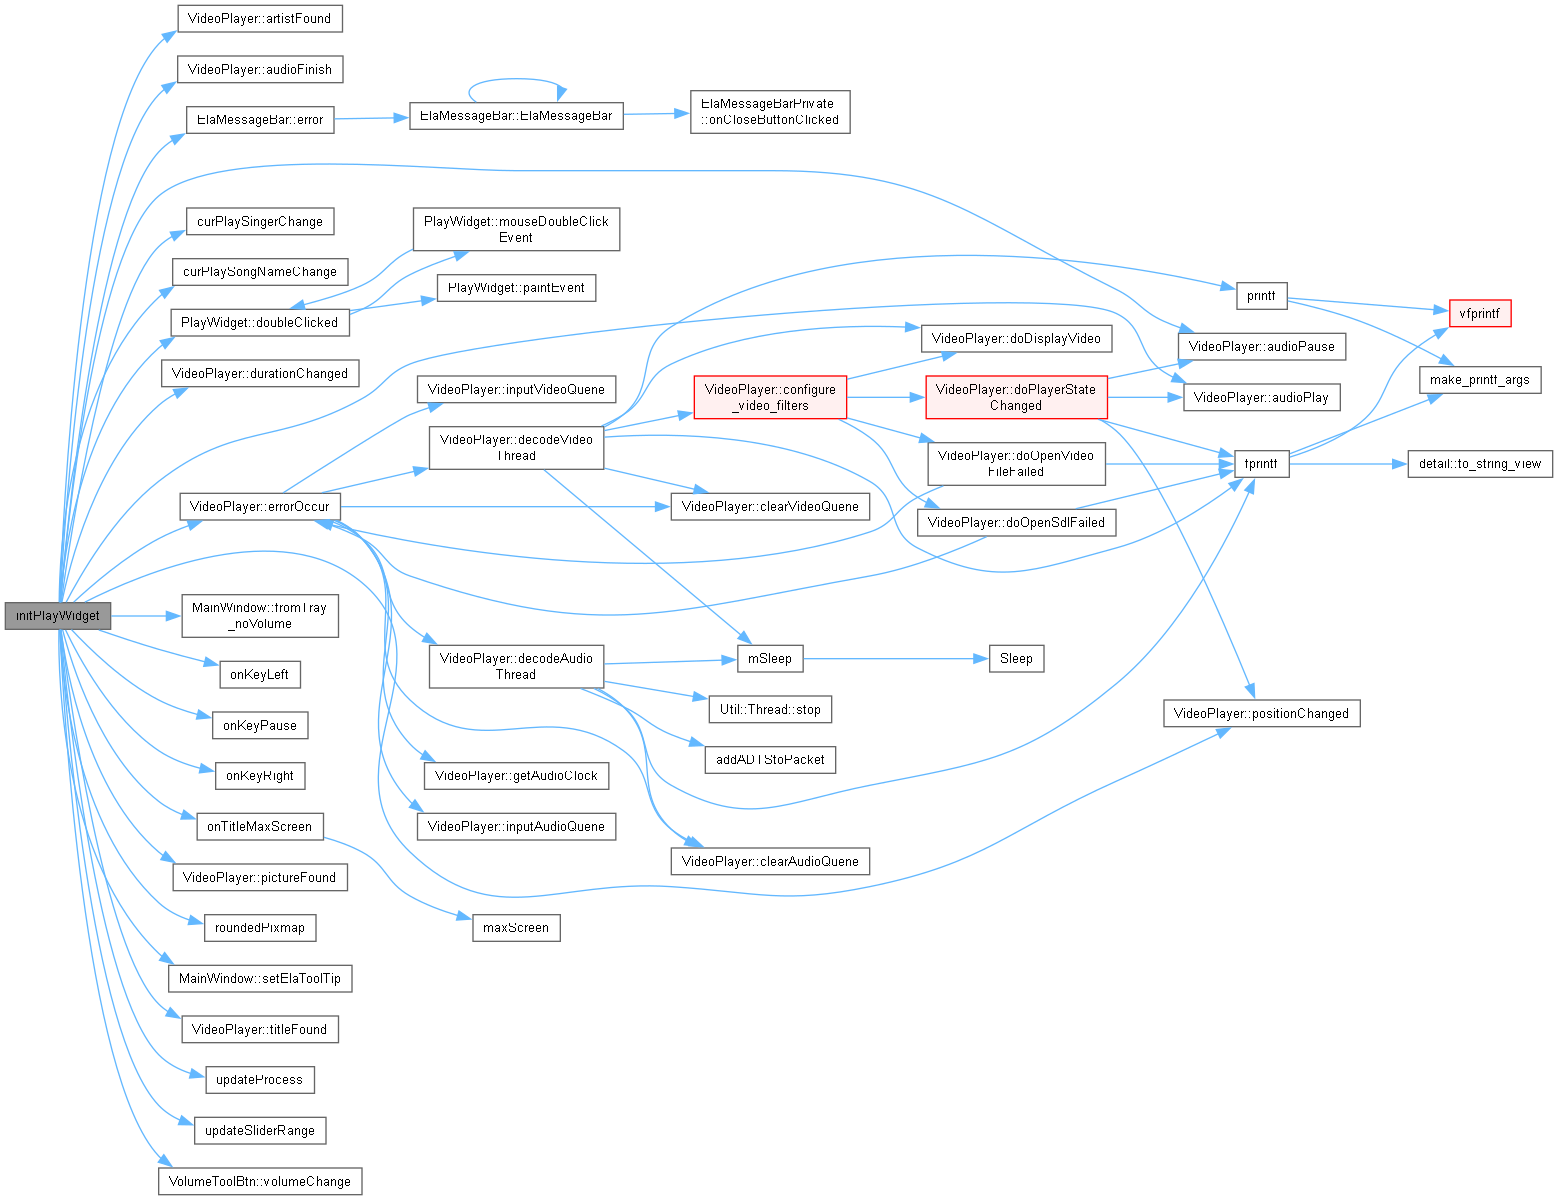 VideoPlayer::artistFound
VideoPlayer::audioFinish
ElaMessageBar::error
ElaMessageBar::ElaMessageBar
ElaMessageBarPrivate
::onCloseButtonClicked
curPlaySingerChange
PlayWidget::mouseDoubleClick
Event
curPlaySongNameChange
PlayWidget::paintEvent
PlayWidget::doubleClicked
printf
vfprintf
VideoPlayer::doDisplayVideo
VideoPlayer::audioPause
VideoPlayer::durationChanged
make_printf_args
VideoPlayer::inputVideoQuene
VideoPlayer::configure
_video_filters
VideoPlayer::doPlayerState
Changed
VideoPlayer::audioPlay
VideoPlayer::decodeVideo
Thread
VideoPlayer::doOpenVideo
FileFailed
fprintf
detail::to_string_view
VideoPlayer::errorOccur
VideoPlayer::clearVideoQuene
VideoPlayer::doOpenSdlFailed
initPlayWidget
MainWindow::fromTray
_noVolume
VideoPlayer::decodeAudio
Thread
mSleep
Sleep
onKeyLeft
Util::Thread::stop
VideoPlayer::positionChanged
onKeyPause
addADTStoPacket
onKeyRight
VideoPlayer::getAudioClock
onTitleMaxScreen
VideoPlayer::inputAudioQuene
VideoPlayer::clearAudioQuene
VideoPlayer::pictureFound
roundedPixmap
maxScreen
MainWindow::setElaToolTip
VideoPlayer::titleFound
updateProcess
updateSliderRange
VolumeToolBtn::volumeChange